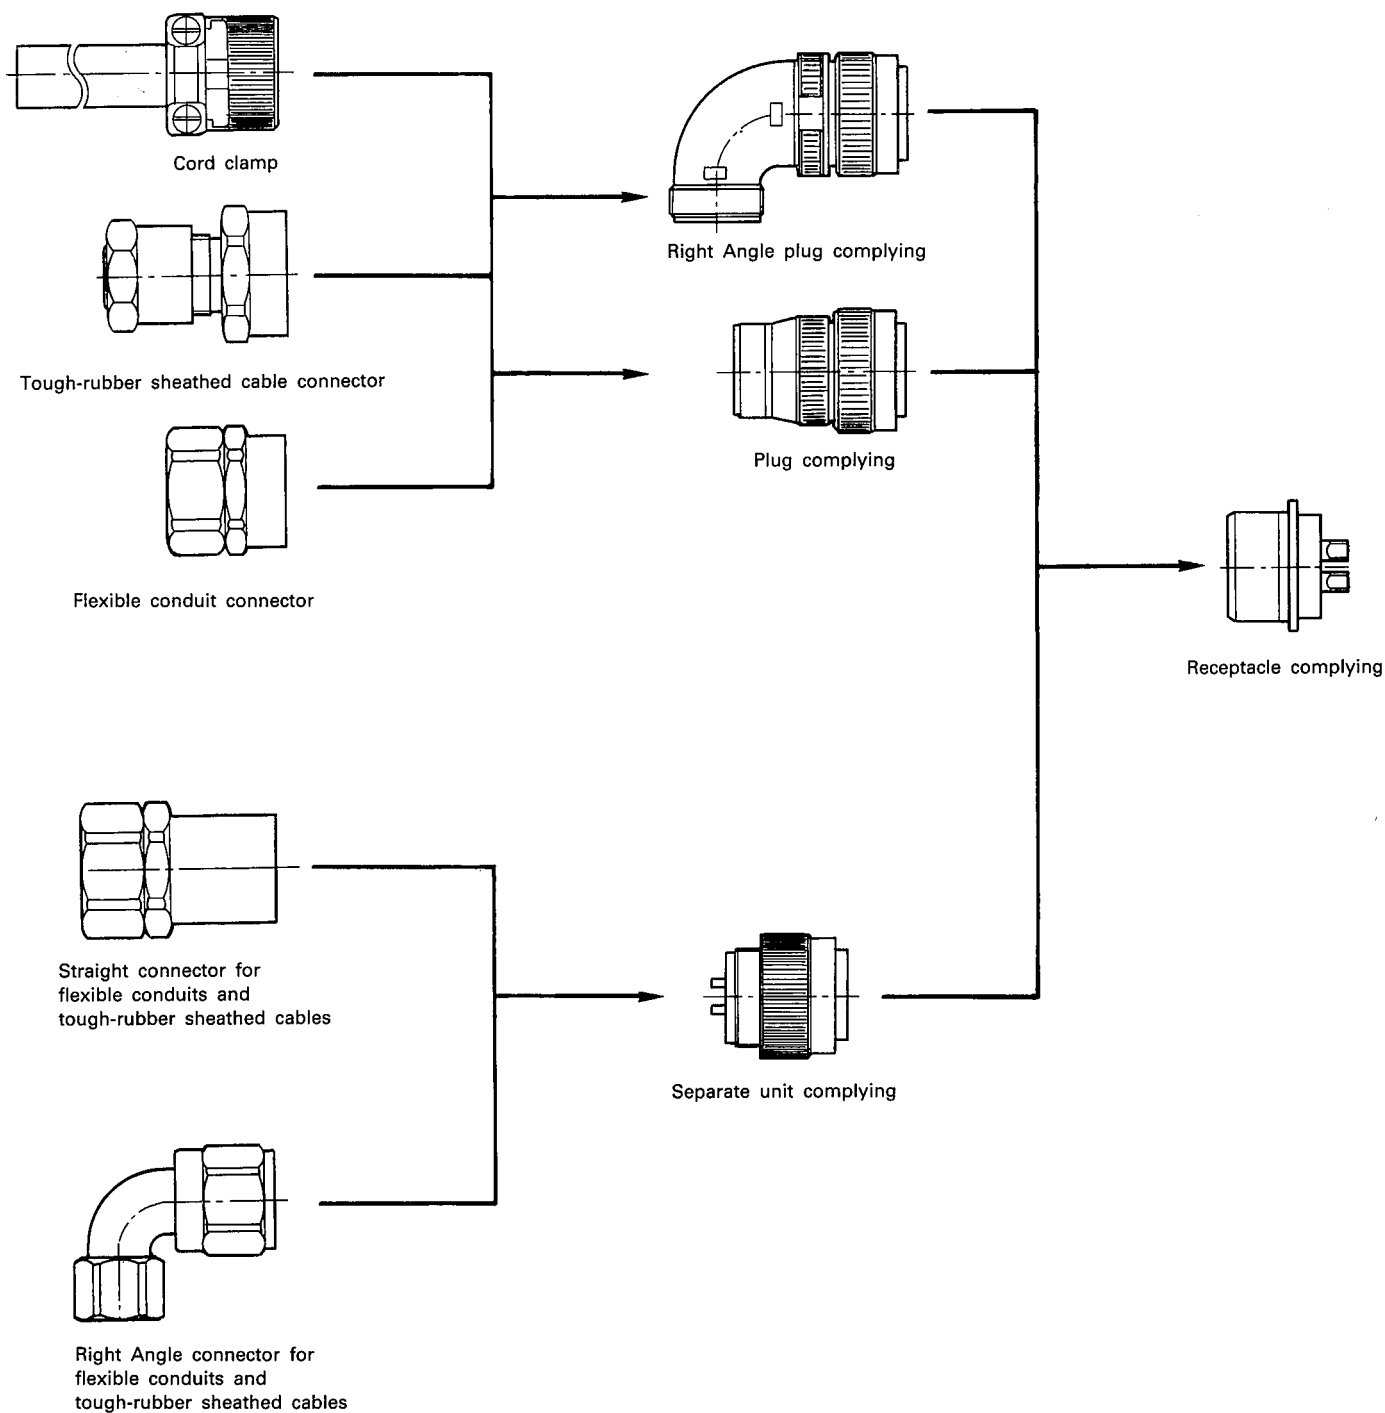 Cord clamp
Right Angle plug complying
Tough-rubber sheathed cable connector
Plug complying
Flexible conduit connector
Receptacle complying
Straight connector for
flexible conduits and
tough-rubber sheathed cables
Separate unit complying
Right Angle connector for
flexible conduits and
tough-rubber sheathed cables